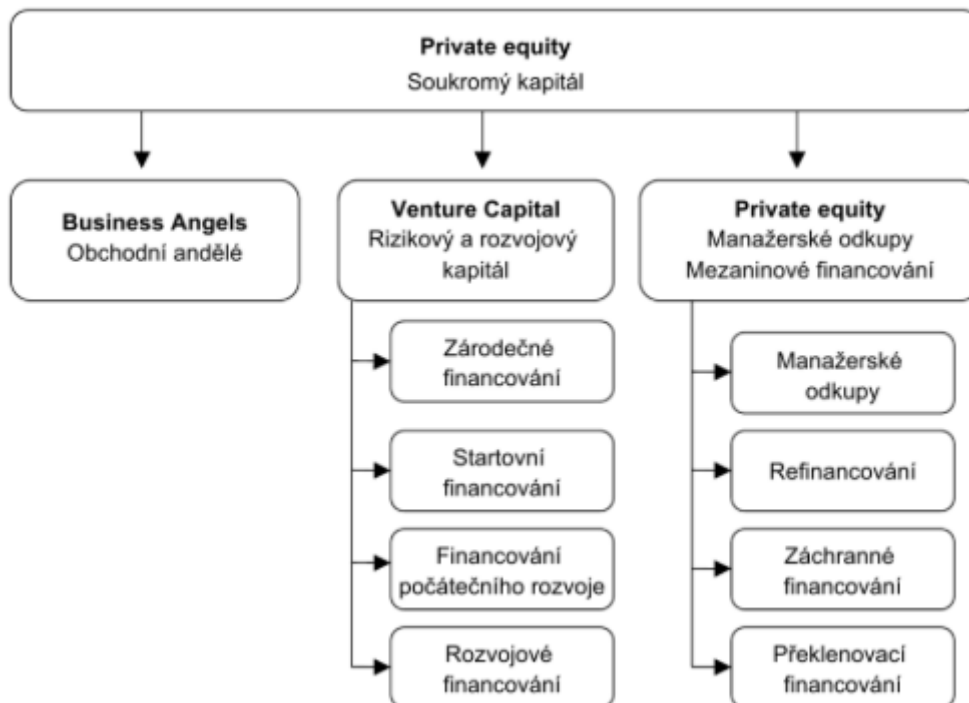 Private equity
Soukromý kapitál
Business Angels
Obchodní andělé
Venture Capital
Rizikový a rozvojový
kapitál
Private equity
Manažerské odkupy
Mezaninové financování
Zárodečné
financování
Startovní
financování
Financování
počátečního rozvoje
Rozvojové
financování
Manažerské
odkupy
Refinancování
Záchranné
financování
Překlenovací
financování